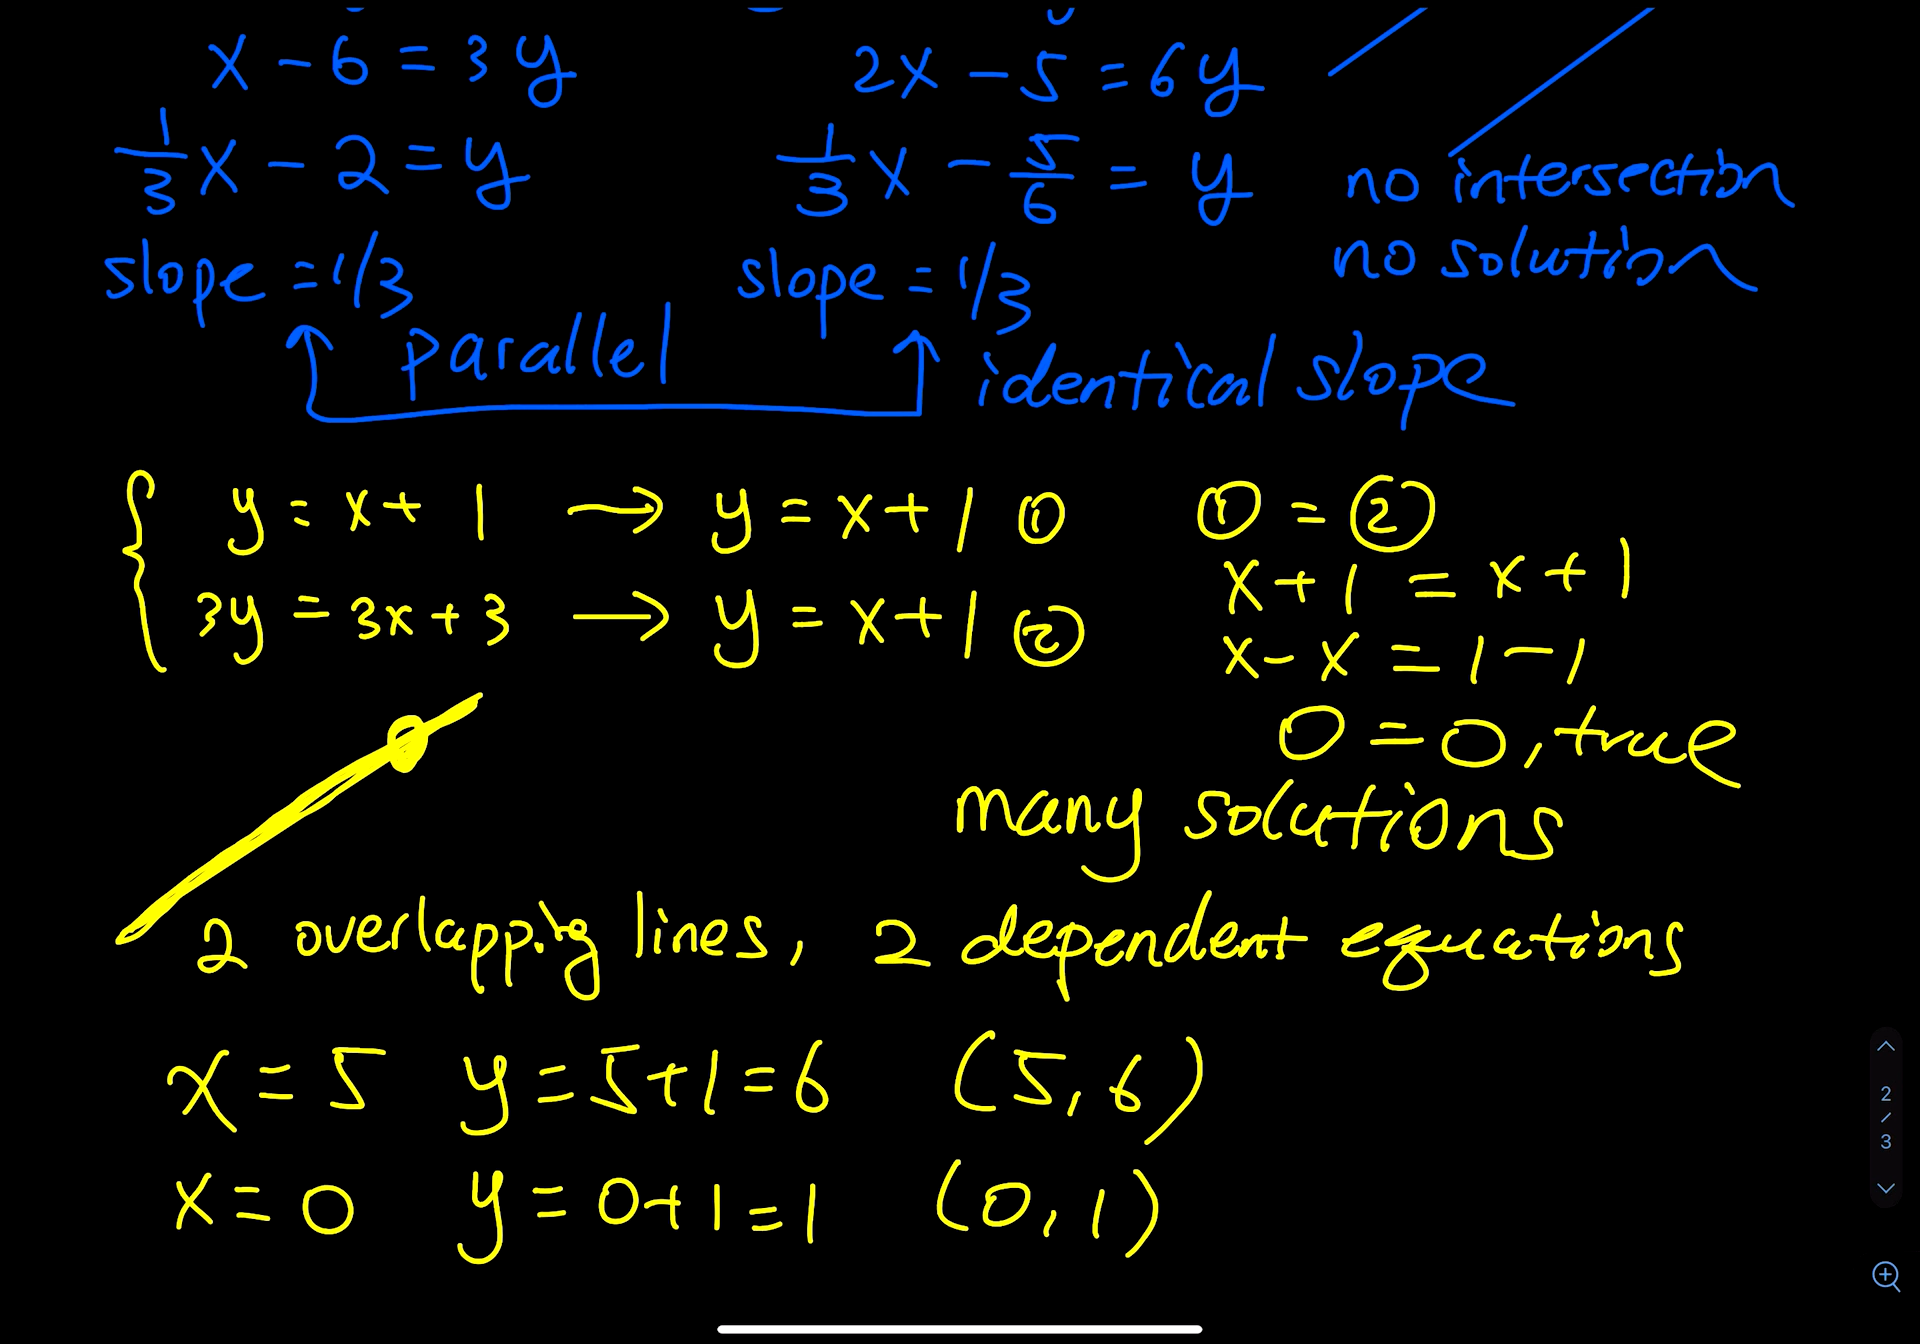 x - 6 = 3y    2x - 5 = 6y
1/3 x - 2 = y    1/3 x - 5/6 = y    no intersection
slope = 1/3    slope = 1/3    no solution
parallel    identical slope
{ y = x + 1 → y = x + 1 ①    ① = ②
3y = 3x + 3 → y = x + 1 ②    x + 1 = x + 1
x - x = 1 - 1
0 = 0, true
many solutions
2 overlapping lines, 2 dependent equations
x = 5  y = 5 + 1 = 6  (5, 6)
x = 0  y = 0 + 1 = 1  (0, 1)
2
/
3